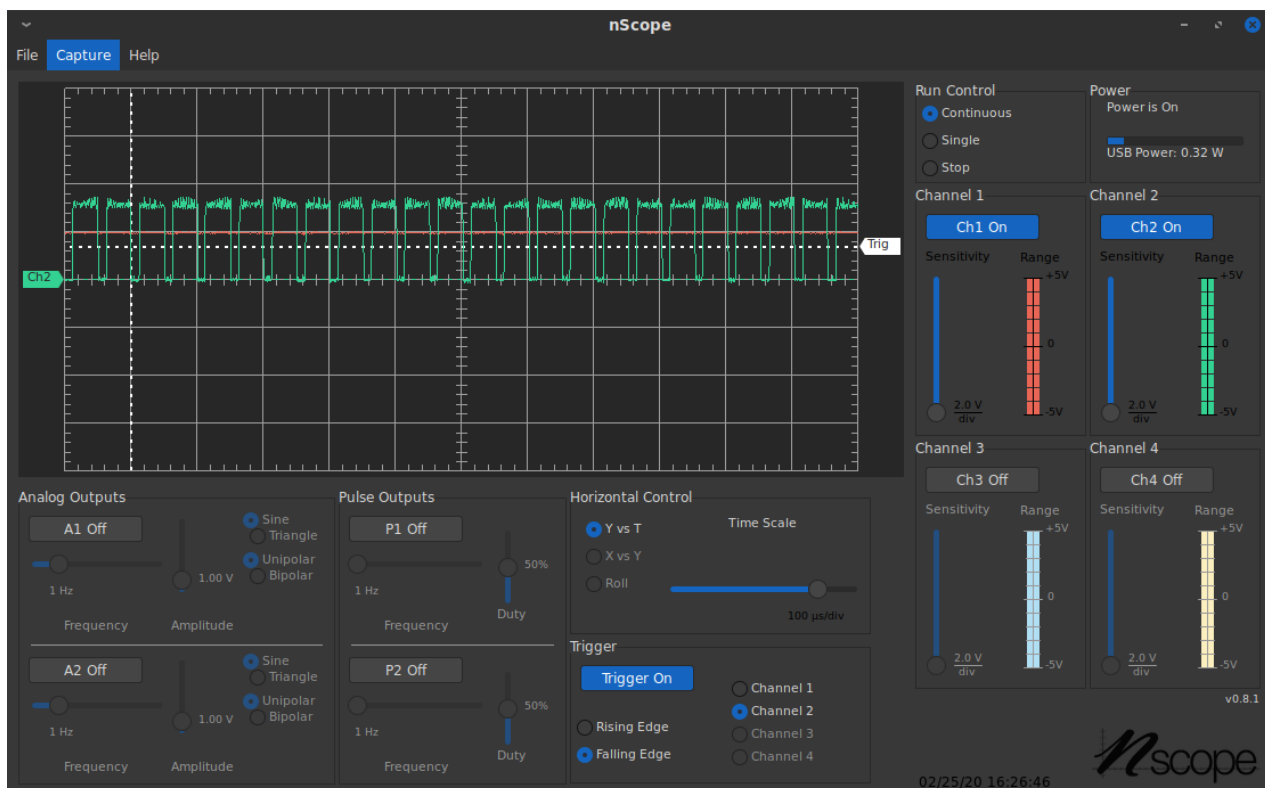 nScope
File Capture Help
Run Control
Continuous
Single
Stop
Power
Power is On
USB Power: 0.32 W
Trig
Ch2
Channel 1
Ch1 On
Sensitivity Range
+5V
0
-5V
2.0 V
div
Channel 2
Ch2 On
Sensitivity Range
+5V
0
-5V
2.0 V
div
Channel 3
Ch3 Off
Sensitivity Range
+5V
0
-5V
2.0 V
div
Channel 4
Ch4 Off
Sensitivity Range
+5V
0
-5V
2.0 V
div
Analog Outputs
A1 Off
Sine
Triangle
Unipolar
Bipolar
1 Hz
1.00 V
Frequency Amplitude
A2 Off
Sine
Triangle
Unipolar
Bipolar
1 Hz
1.00 V
Frequency Amplitude
Pulse Outputs
P1 Off
50%
1 Hz
Duty
Frequency
P2 Off
50%
1 Hz
Duty
Frequency
Horizontal Control
Y vs T
X vs Y
Roll
Time Scale
100 µs/div
Trigger
Trigger On
Rising Edge
Falling Edge
Channel 1
Channel 2
Channel 3
Channel 4
v0.8.1
nscope
02/25/20 16:26:46